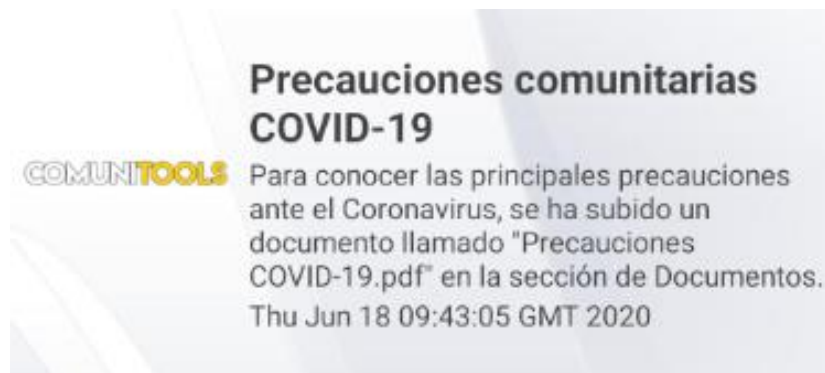 Precauciones comunitarias
COVID-19
COMUNITOOLS
Para conocer las principales precauciones
ante el Coronavirus, se ha subido un
documento llamado "Precauciones
COVID-19.pdf" en la sección de Documentos.
Thu Jun 18 09:43:05 GMT 2020